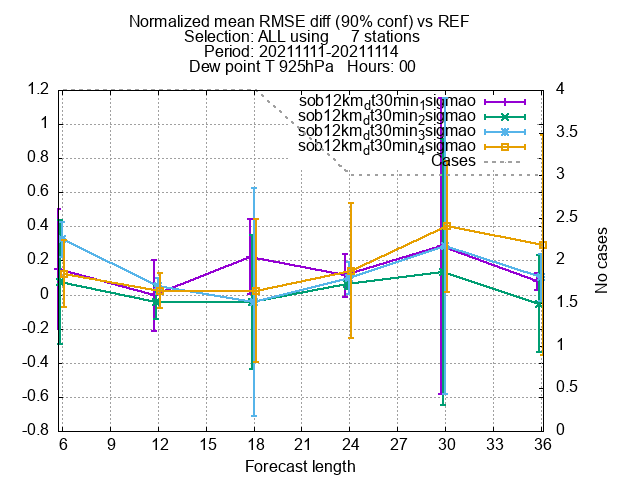 Normalized mean RMSE diff (90% conf) vs REF
Selection: ALL using     7 stations
Period: 20211111-20211114
Dew point T 925hPa   Hours: 00
sob12km_dt30min_1sigmao
sob12km_dt30min_2sigmao
sob12km_dt30min_3sigmao
sob12km_dt30min_4sigmao
Cases
1.2
1
0.8
0.6
0.4
0.2
0
-0.2
-0.4
-0.6
-0.8
4
3.5
3
2.5
2
1.5
1
0.5
0
No cases
6 9 12 15 18 21 24 27 30 33 36
Forecast length